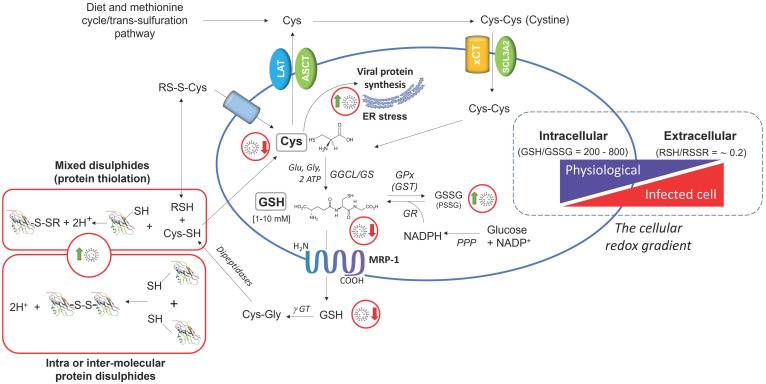 Diet and methionine
cycle/trans-sulfuration
pathway
Cys
Cys-Cys (Cystine)
LAT
ASCT
xCT
SCL3A2
RS-S-Cys
Viral protein
synthesis
ER stress
Cys-Cys
Cys
HS
O
OH
NH₂
Intracellular
(GSH/GSSG = 200 - 800)
Extracellular
(RSH/RSSR = ~ 0.2)
Physiological
Infected cell
The cellular
redox gradient
Mixed disulphides
(protein thiolation)
Glu, Gly,
2 ATP
GGCL/GS
GPx
(GST)
GSH
[1-10 mM]
GSSG
(PSSG)
GR
NADPH
PPP
Glucose
+ NADP⁺
RSH
+
Cys-SH
SH
+
S-SR + 2H⁺
H₂N
MRP-1
COOH
Dipeptidases
Cys-Gly
γGT
GSH
SH
+
SH
2H⁺ +
S-S
Intra or inter-molecular
protein disulphides